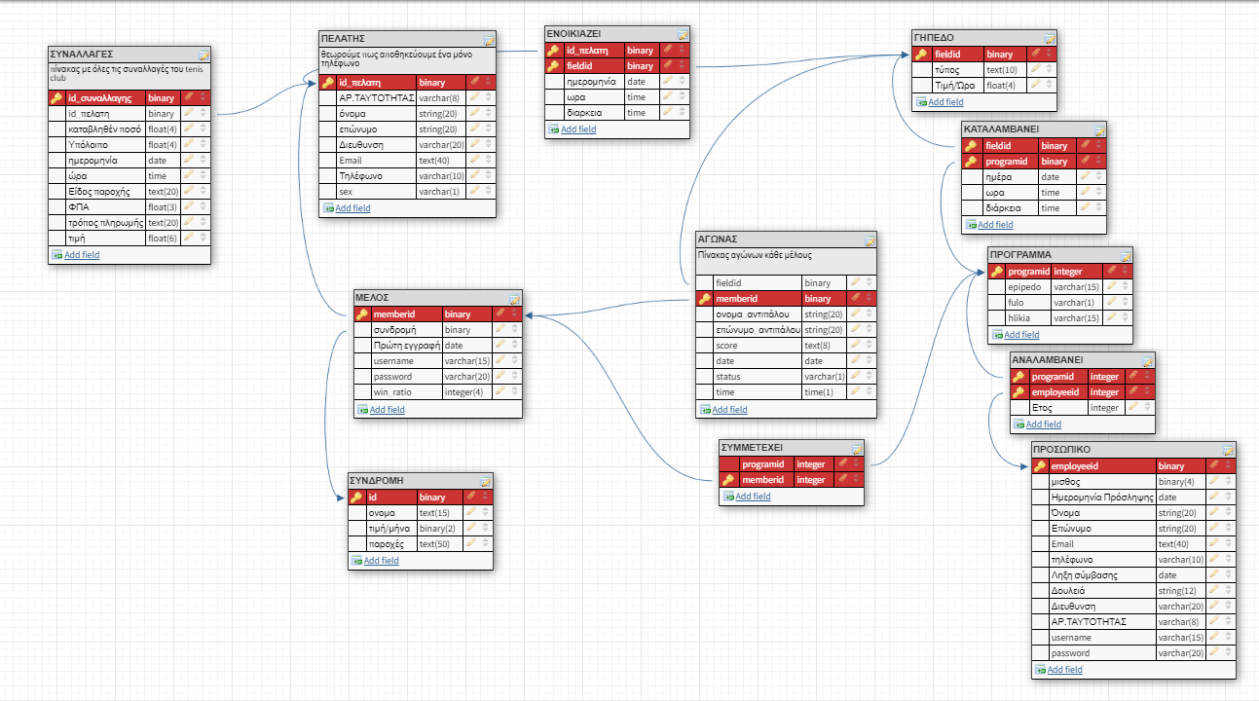 ΣΥΝΑΛΛΑΓΕΣ
πίνακας με όλες τις συναλλαγές του tenis
club
id_συναλλαγης binary
id_πελατη binary
καταβληθέν ποσό float(4)
Υπόλοιπο float(4)
ημερομηνία date
ώρα time
Είδος παροχής text(20)
ΦΠΑ float(3)
τρόπος πληρωμής text(20)
τιμή float(6)
Add field
ΠΕΛΑΤΗΣ
θεωρούμε πως αποθηκεύουμε ένα μόνο
τηλέφωνο
id_πελατη binary
ΑΡ.ΤΑΥΤΟΤΗΤΑΣ varchar(8)
όνομα string(20)
επώνυμο string(20)
Διευθυνση varchar(20)
Email text(40)
Τηλέφωνο varchar(10)
sex varchar(1)
Add field
ΕΝΟΙΚΙΑΖΕΙ
id_πελατη binary
fieldid binary
ημερομηνία date
ωρα time
διαρκεια time
Add field
ΓΗΠΕΔΟ
fieldid binary
τύπος text(10)
Τιμή/Ώρα float(4)
Add field
ΚΑΤΑΛΑΜΒΑΝΕΙ
fieldid binary
programid binary
ημέρα date
ωρα time
διάρκεια time
Add field
ΑΓΩΝΑΣ
Πίνακας αγώνων κάθε μέλους
fieldid binary
memberid binary
ονομα_αντιπάλου string(20)
επώνυμο_αντιπάλου string(20)
score text(8)
date date
status varchar(1)
time time(1)
Add field
ΠΡΟΓΡΑΜΜΑ
programid integer
epipedo varchar(15)
fulo varchar(1)
hlikia varchar(15)
Add field
ΜΕΛΟΣ
memberid binary
συνδρομή binary
Πρώτη εγγραφή date
username varchar(15)
password varchar(20)
win_ratio integer(4)
Add field
ΑΝΑΛΑΜΒΑΝΕΙ
programid integer
employeeid integer
Ετος integer
Add field
ΣΥΜΜΕΤΕΧΕΙ
programid integer
memberid integer
Add field
ΣΥΝΔΡΟΜΗ
id binary
ονομα text(15)
τιμή/μήνα binary(2)
παροχές text(50)
Add field
ΠΡΟΣΩΠΙΚΟ
employeeid binary
μισθος binary(4)
Ημερομηνία Πρόσληψης date
Όνομα string(20)
Επώνυμο string(20)
Email text(40)
τηλέφωνο varchar(10)
Ληξη σύμβασης date
Δουλειά string(12)
Διευθυνση varchar(20)
ΑΡ.ΤΑΥΤΟΤΗΤΑΣ varchar(8)
username varchar(15)
password varchar(20)
Add field